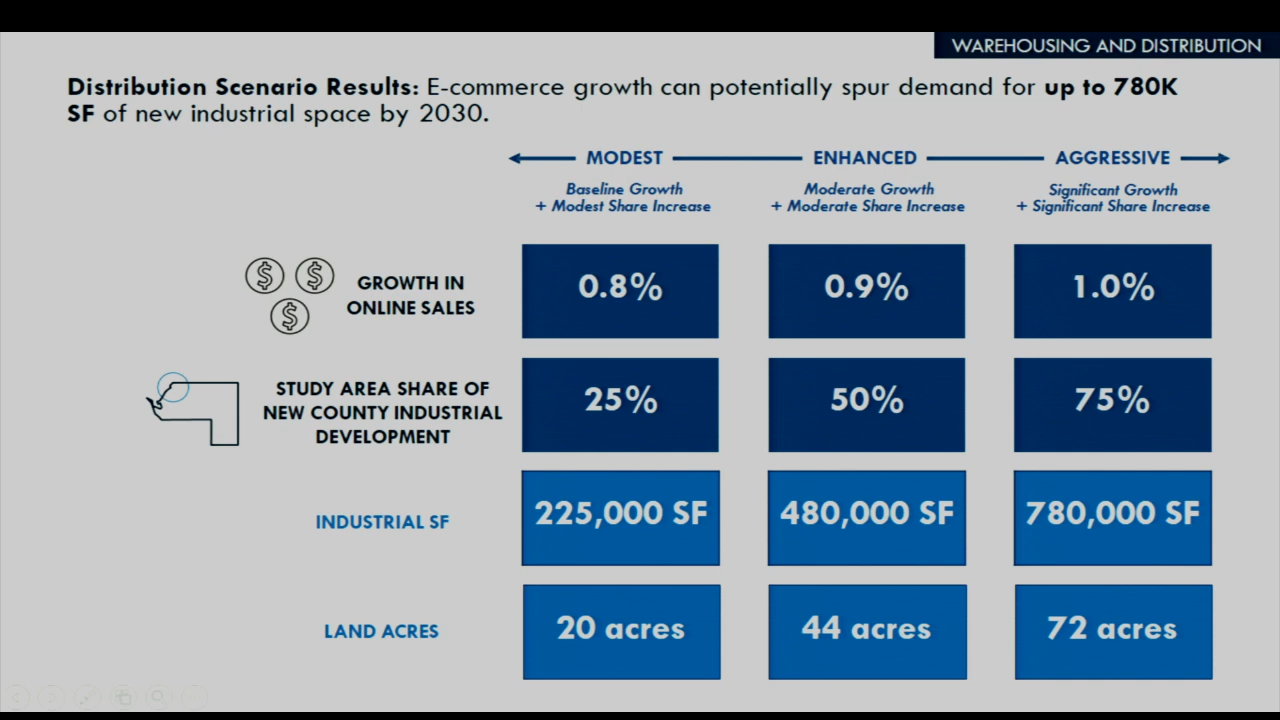 WAREHOUSING AND DISTRIBUTION
Distribution Scenario Results: E-commerce growth can potentially spur demand for up to 780K
SF of new industrial space by 2030.
MODEST ENHANCED AGGRESSIVE
Baseline Growth Moderate Growth Significant Growth
+ Modest Share Increase + Moderate Share Increase + Significant Share Increase
GROWTH IN
ONLINE SALES
0.8% 0.9% 1.0%
STUDY AREA SHARE OF
NEW COUNTY INDUSTRIAL
DEVELOPMENT
25% 50% 75%
INDUSTRIAL SF
225,000 SF 480,000 SF 780,000 SF
LAND ACRES
20 acres 44 acres 72 acres